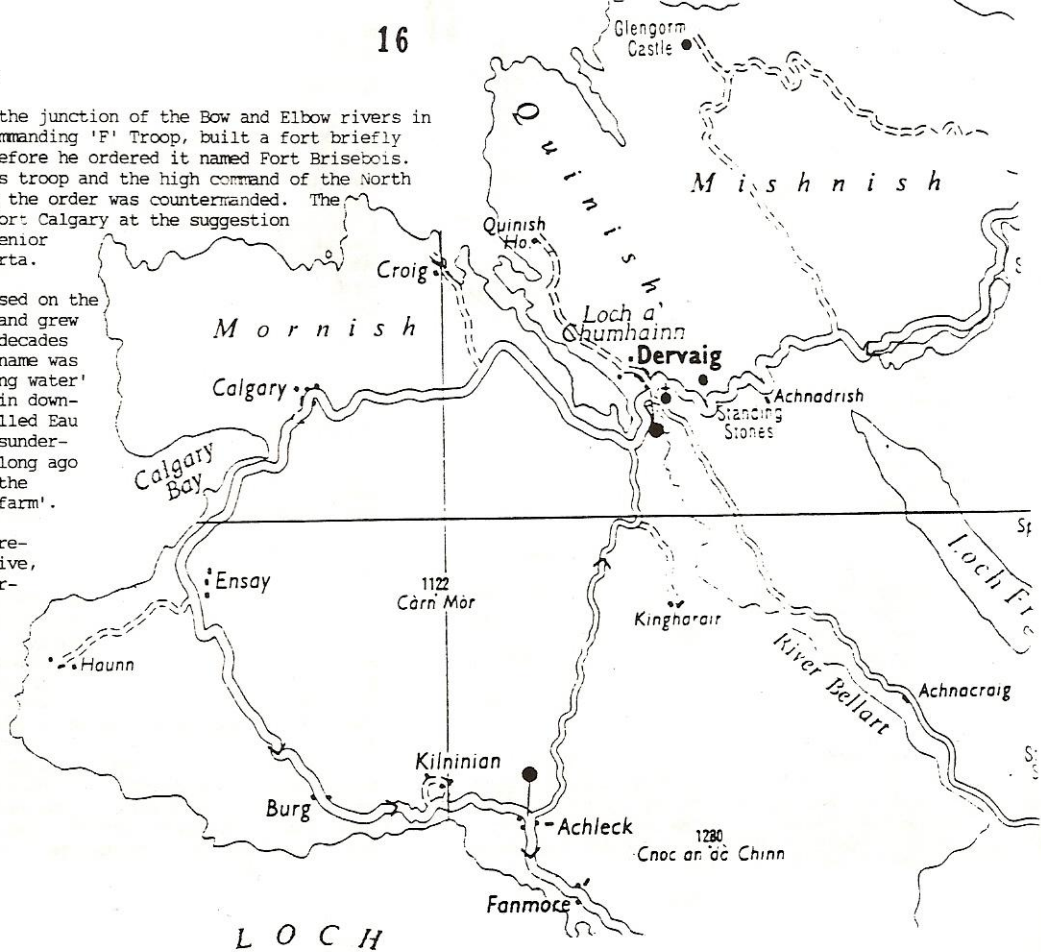 16
the junction of the Bow and Elbow rivers in
mmanding 'F' Troop, built a fort briefly
efore he ordered it named Fort Brisebois.
s troop and the high command of the North
the order was countermanded. The
ort Calgary at the suggestion
enior
rta.
sed on the
and grew
decades
name was
ng water'
in down-
lled Eau
sunder-
long ago
the
farm'.
re-
ive,
r-
Glengorm
Castle
Quinish
Mishnish
Quinish
Ho.
Croig
Mornish
Loch a'
Chumhainn
Dervaig
Calgary
Achnadrish
Standing
Stones
Calgary
Bay
Loch Fr
Sp
Ensay
1122
Càrn Mòr
Kingharair
Haunn
River Bellart
Achnacraig
S
Kilninian
Burg
Achleck
1280
Cnoc an dà Chinn
Fanmore
LOCH